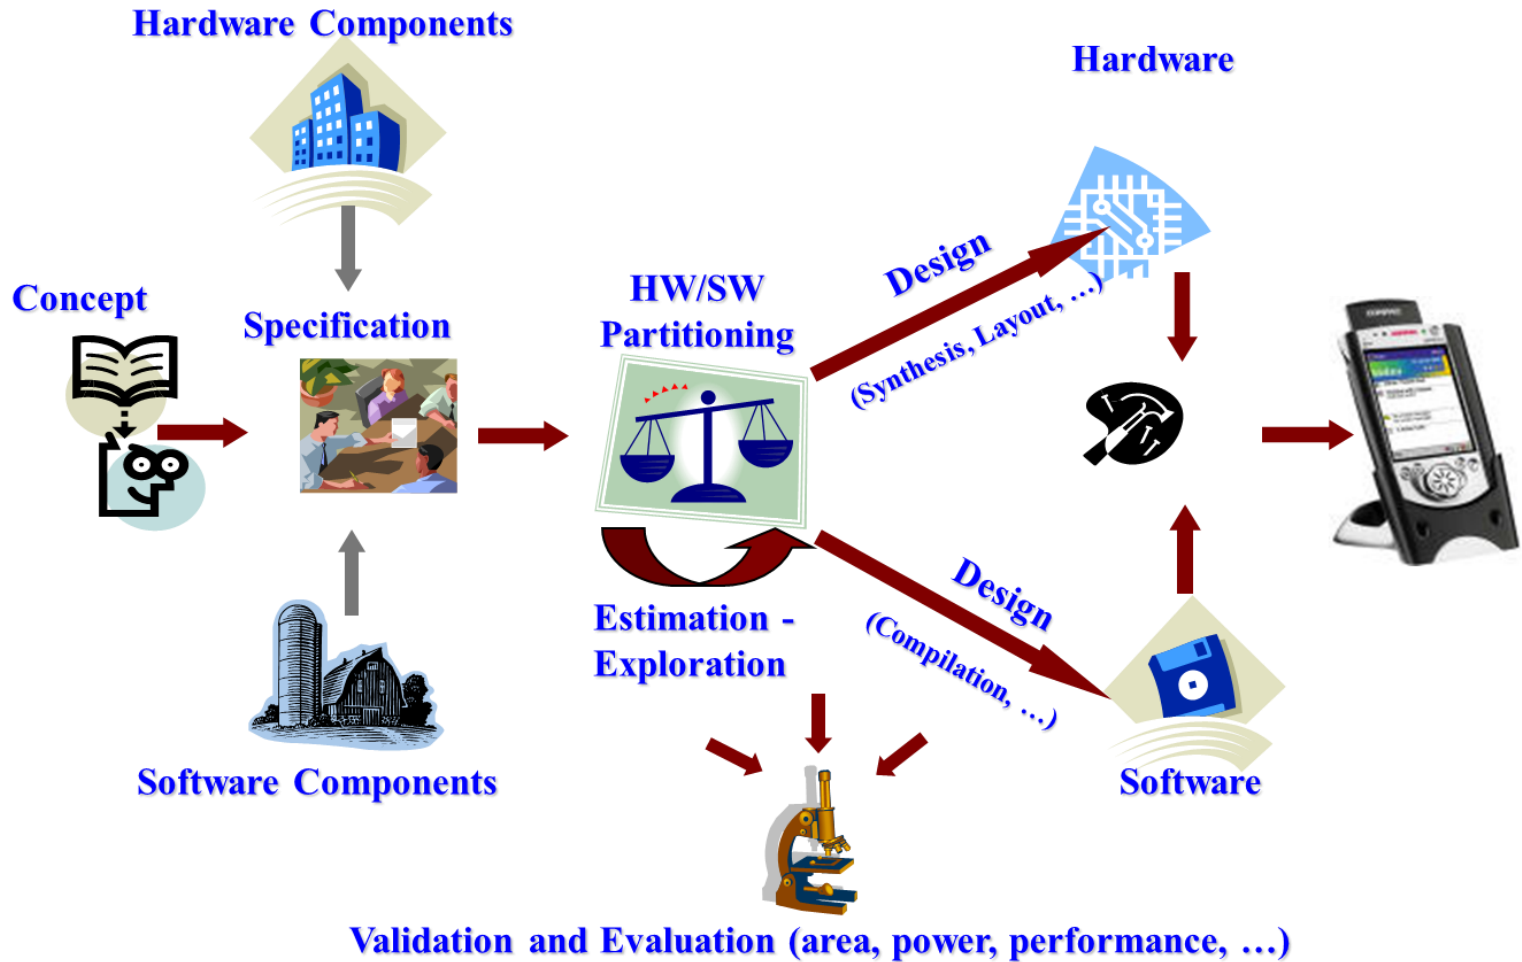 Hardware Components
Hardware
Concept
Specification
HW/SW
Partitioning
Design
(Synthesis, Layout, …)
Estimation -
Exploration
Design
(Compilation, …)
Software Components
Software
Validation and Evaluation (area, power, performance, …)